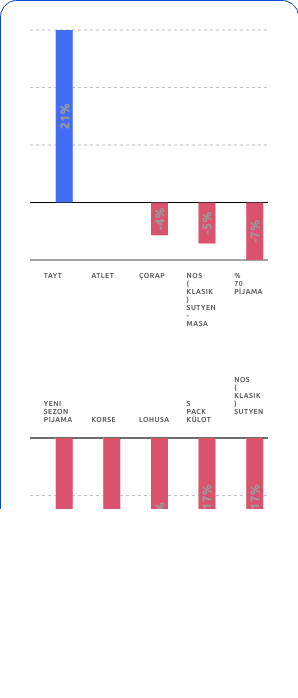 21%
-4%
-5%
-7%
TAYT
ATLET
ÇORAP
NOS
(
KLASIK
)
SUTYEN
-
MASA
%
70
PİJAMA
YENI
SEZON
PIJAMA
KORSE
LOHUSA
5
PACK
KÜLOT
NOS
(
KLASIK
)
SUTYEN
%
17%
17%